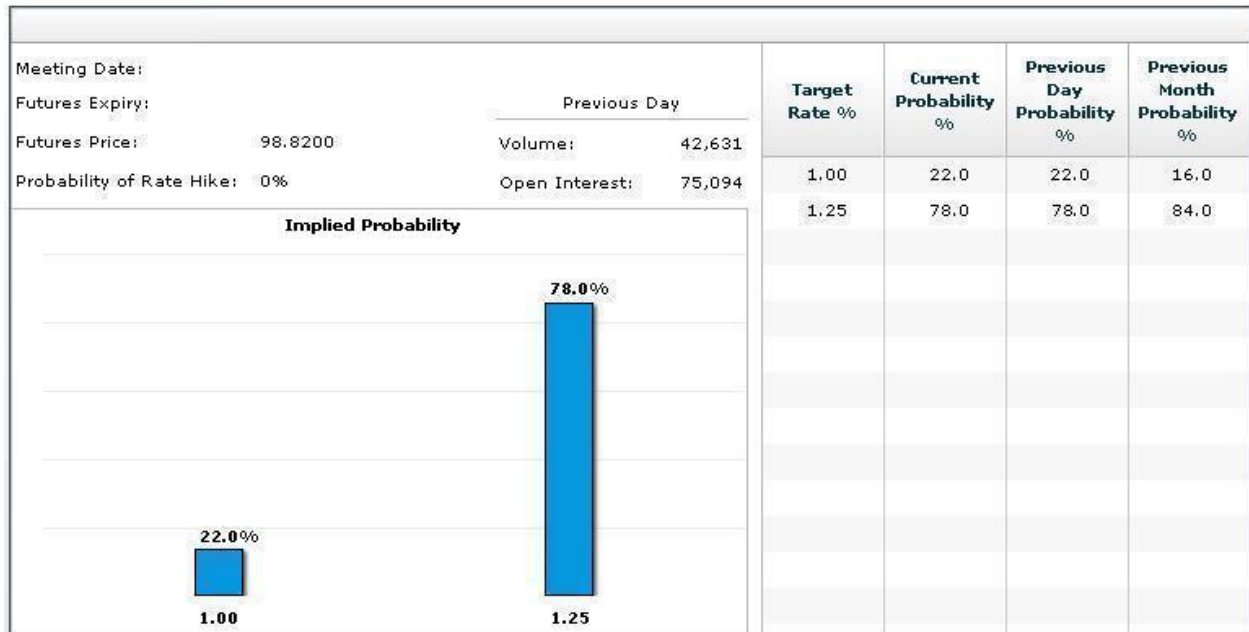 Meeting Date:
Futures Expiry:
Previous Day
Futures Price: 98.8200
Volume: 42,631
Probability of Rate Hike: 0%
Open Interest: 75,094
Implied Probability
78.0%
22.0%
1.00 1.25
Target Rate % Current Probability % Previous Day Probability % Previous Month Probability %
1.00 22.0 22.0 16.0
1.25 78.0 78.0 84.0